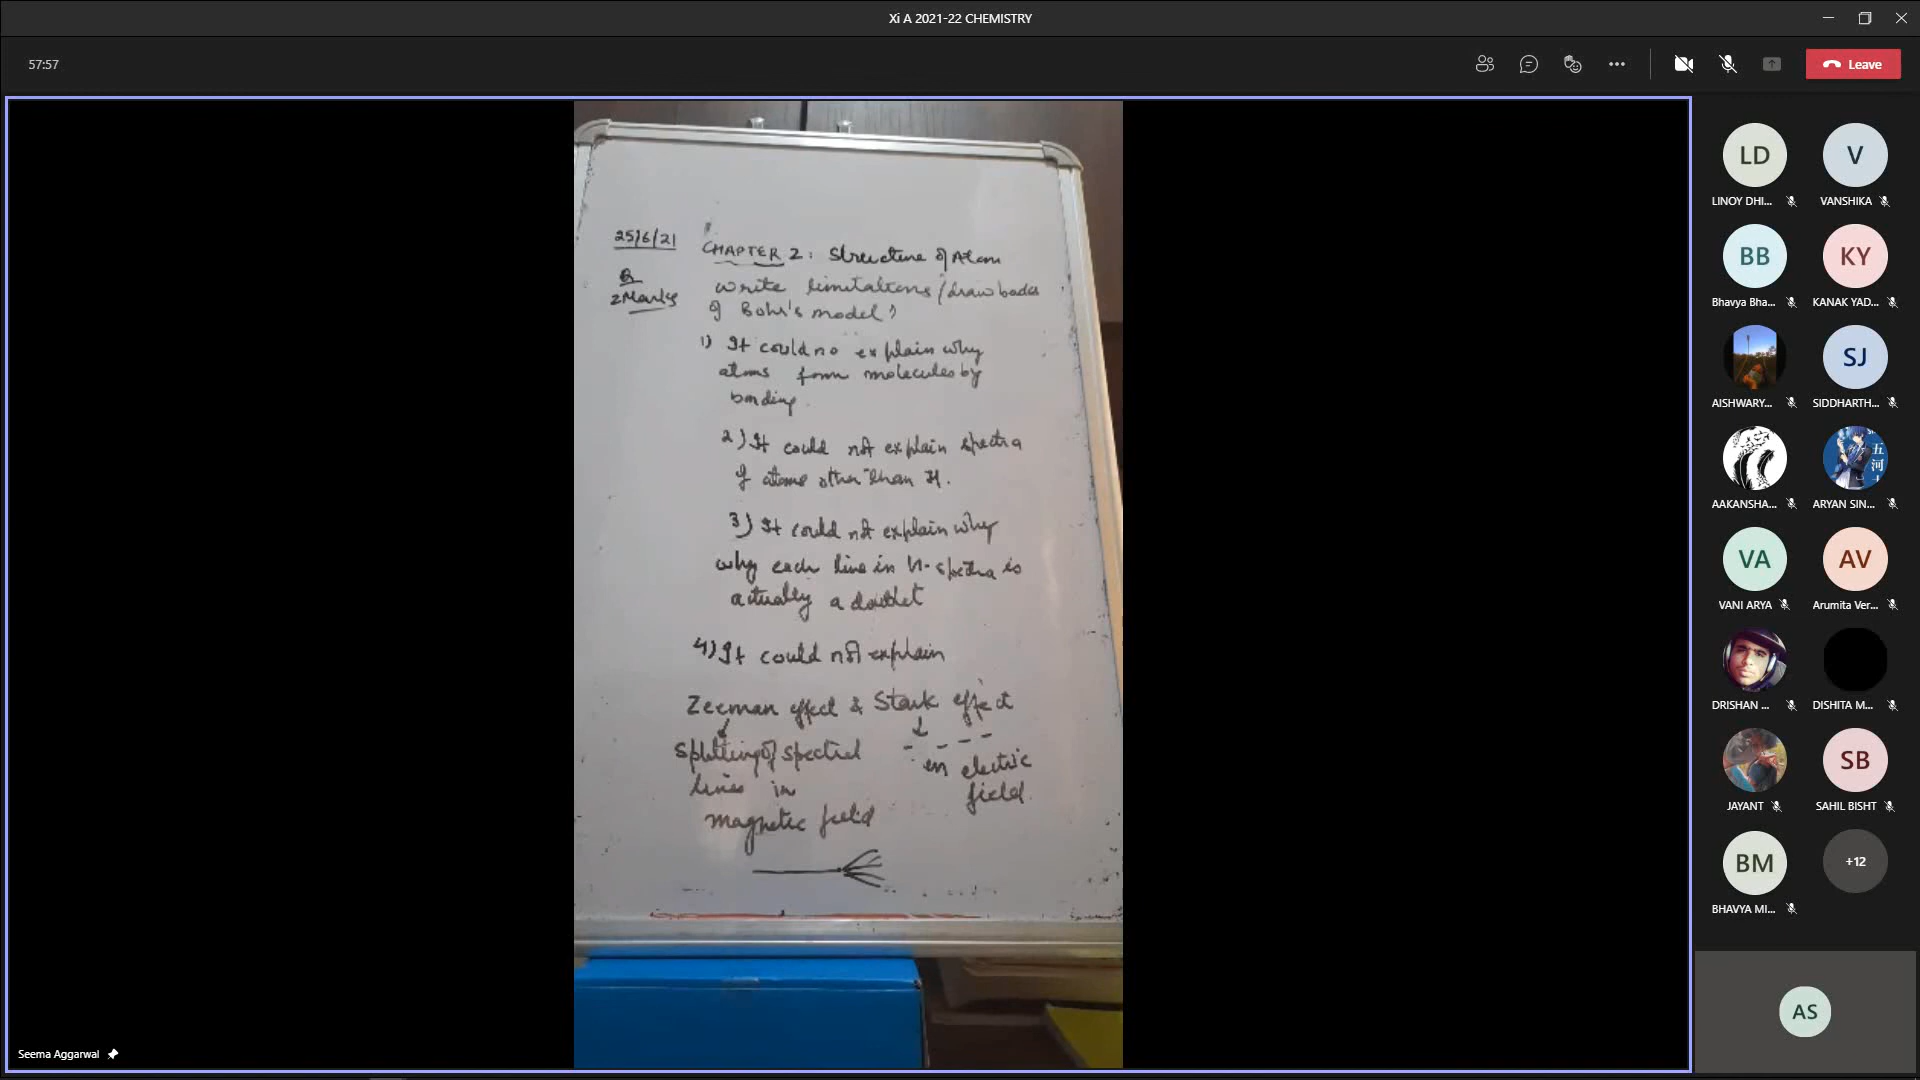 Xi A 2021-22 CHEMISTRY
57:57
Leave
25/6/21
CHAPTER 2: Structure of Atom
Q
2 Marks
write limitations/drawbacks
of Bohr's model?
1) It could no explain why
atoms form molecules by
bonding.
2) It could not explain spectra
of atoms other than H.
3) It could not explain why
why each line in H-spectra is
actually a doublet
4) It could not explain
Zeeman effect & Stark effect
splitting of spectral
lines in
magnetic field
in electric
field.
Seema Aggarwal
LD
LINOY DHI...
V
VANSHIKA
BB
Bhavya Bha...
KY
KANAK YAD...
AISHWARY...
SJ
SIDDHARTH...
AAKANSHA...
五
河
ARYAN SIN...
VA
VANI ARYA
AV
Arumita Ver...
DRISHAN ...
DISHITA M...
JAYANT
SB
SAHIL BISHT
BM
BHAVYA MI...
+12
AS